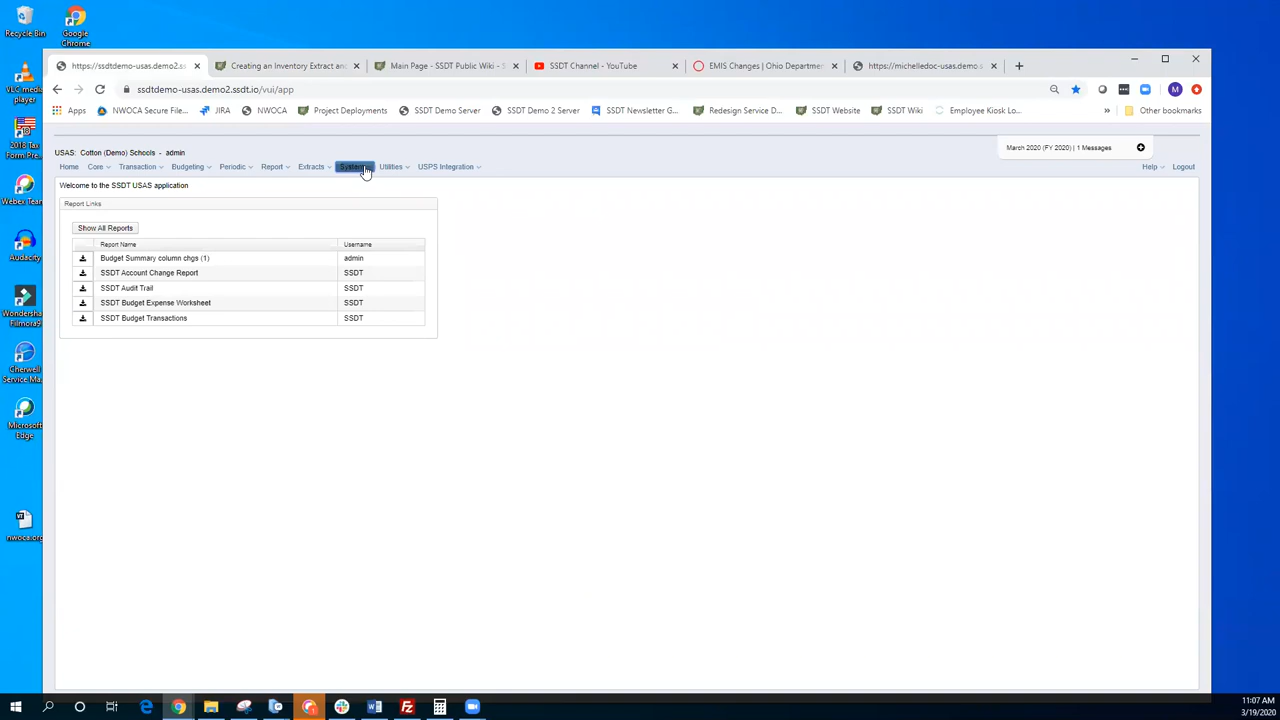 Recycle Bin
Google Chrome
VLC media player
2018 Tax Form Pre...
Webex Team
Audacity
Wondersha Filmora9
Cherwell Service Ma...
Microsoft Edge
nwoca.org
https://ssdtdemo-usas.demo2.ss
Creating an Inventory Extract an
Main Page - SSDT Public Wiki - S
SSDT Channel - YouTube
EMIS Changes | Ohio Department
https://michelledoc-usas.demo.s
ssdtdemo-usas.demo2.ssdt.io/vui/app
M
Apps
NWOCA Secure File...
JIRA
NWOCA
Project Deployments
SSDT Demo Server
SSDT Demo 2 Server
SSDT Newsletter G...
Redesign Service D...
SSDT Website
SSDT Wiki
Employee Kiosk Lo...
»
Other bookmarks
USAS: Cotton (Demo) Schools - admin
March 2020 (FY 2020) | 1 Messages
Home Core Transaction Budgeting Periodic Report Extracts System Utilities USPS Integration
Help Logout
Welcome to the SSDT USAS application
Report Links
Show All Reports
Report Name Username
Budget Summary column chgs (1) admin
SSDT Account Change Report SSDT
SSDT Audit Trail SSDT
SSDT Budget Expense Worksheet SSDT
SSDT Budget Transactions SSDT
11:07 AM
3/19/2020